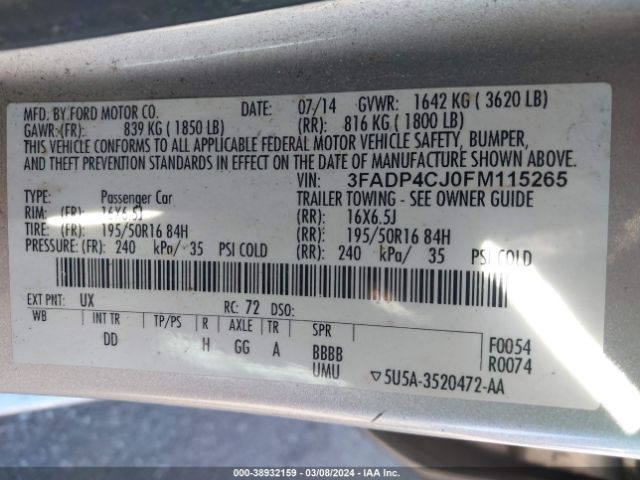 MFD. BY FORD MOTOR CO. DATE: 07/14 GVWR: 1642 KG ( 3620 LB)
GAWR:(FR): 839 KG ( 1850 LB) (RR): 816 KG ( 1800 LB)
THIS VEHICLE CONFORMS TO ALL APPLICABLE FEDERAL MOTOR VEHICLE SAFETY, BUMPER,
AND THEFT PREVENTION STANDARDS IN EFFECT ON THE DATE OF MANUFACTURE SHOWN ABOVE.
VIN: 3FADP4CJ0FM115265
TYPE: Passenger Car TRAILER TOWING - SEE OWNER GUIDE
RIM: (FR): 16X6.5J (RR): 16X6.5J
TIRE: (FR): 195/50R16 84H (RR): 195/50R16 84H
PRESSURE: (FR): 240 kPa/ 35 PSI COLD (RR): 240 kPa/ 35 PSI COLD
EXT PNT: UX RC: 72 DSO:
WB INT TR TP/PS R AXLE TR SPR
DD H GG A BBBB F0054
UMU R0074
▽5U5A-3520472-AA
000-38932159 - 03/08/2024 - IAA Inc.